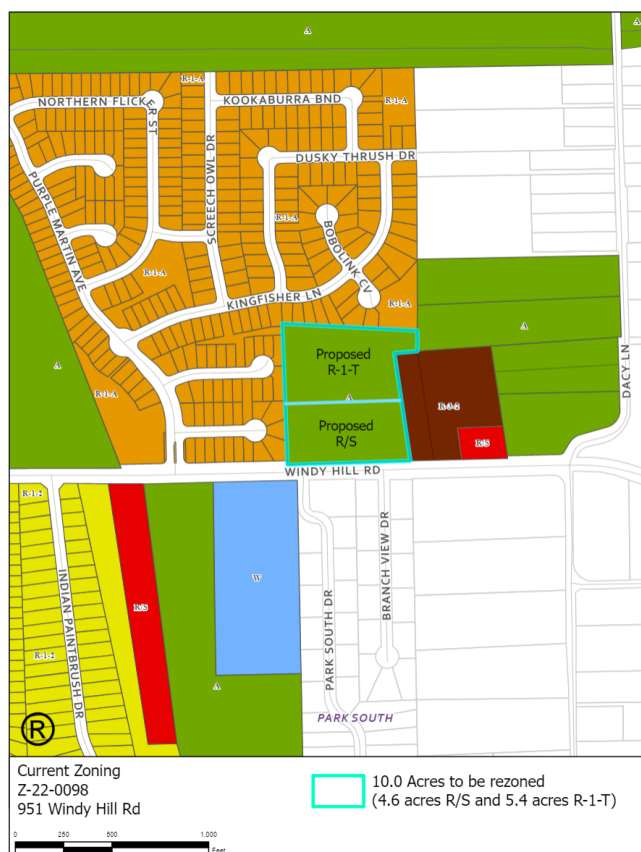 A
R-1-A
NORTHERN FLICKER ST
KOOKABURRA BND
R-1-A
SCREECH OWL DR
DUSKY THRUSH DR
PURPLE MARTIN AVE
R-1-A
BOBOLINK CV
R-1-A
KINGFISHER LN
R-1-A
A
A
DACY LN
Proposed
R-1-T
A
R-1-A
R-3-2
Proposed
R/S
R/S
WINDY HILL RD
R-1-2
INDIAN PAINTBRUSH DR
R/S
W
PARK SOUTH DR
BRANCH VIEW DR
R-1-2
A
PARK SOUTH
R
Current Zoning
Z-22-0098
951 Windy Hill Rd
10.0 Acres to be rezoned
(4.6 acres R/S and 5.4 acres R-1-T)
0 250 500 1,000
Feet